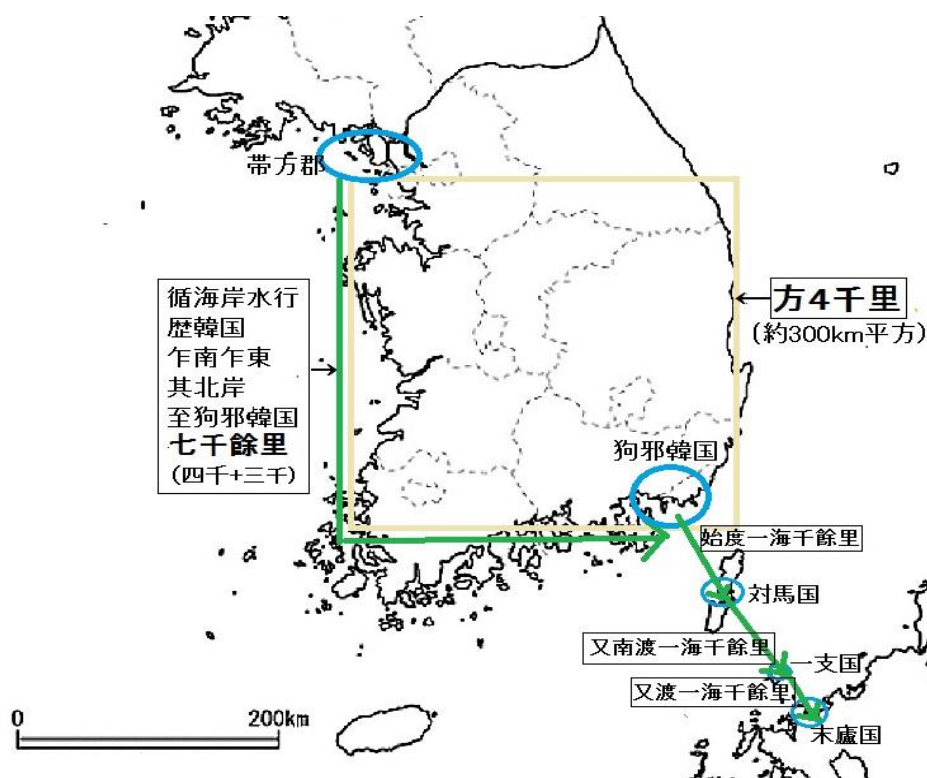 帯方郡
循海岸水行
歴韓国
乍南乍東
其北岸
至狗邪韓国
七千餘里
(四千+三千)
方4千里
(約300km平方)
狗邪韓国
始度一海千餘里
対馬国
又南渡一海千餘里
一支国
又渡一海千餘里
末廬国
0 200km